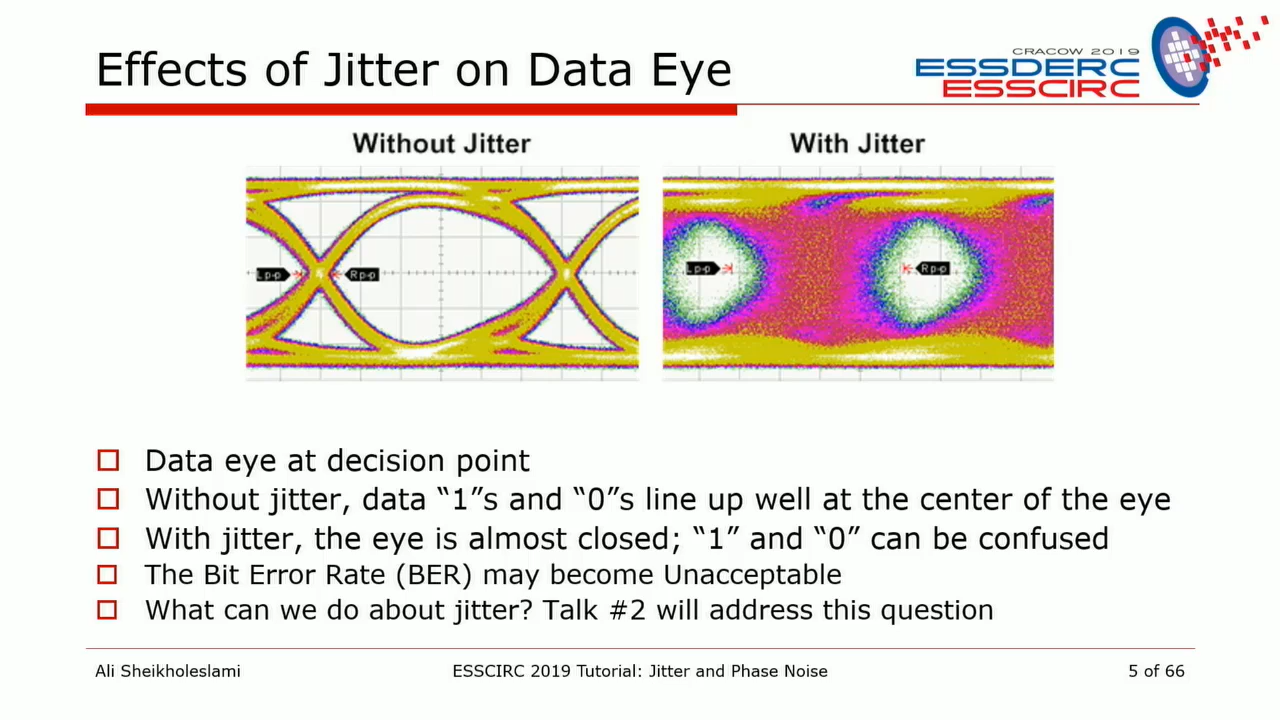 Effects of Jitter on Data Eye
CRACOW 2019
ESSDERC
ESSCIRC
Without Jitter
With Jitter
Lp-p
Rp-p
Lp-p
Rp-p
Data eye at decision point
Without jitter, data “1”s and “0”s line up well at the center of the eye
With jitter, the eye is almost closed; “1” and “0” can be confused
The Bit Error Rate (BER) may become Unacceptable
What can we do about jitter? Talk #2 will address this question
Ali Sheikholeslami
ESSCIRC 2019 Tutorial: Jitter and Phase Noise
5 of 66